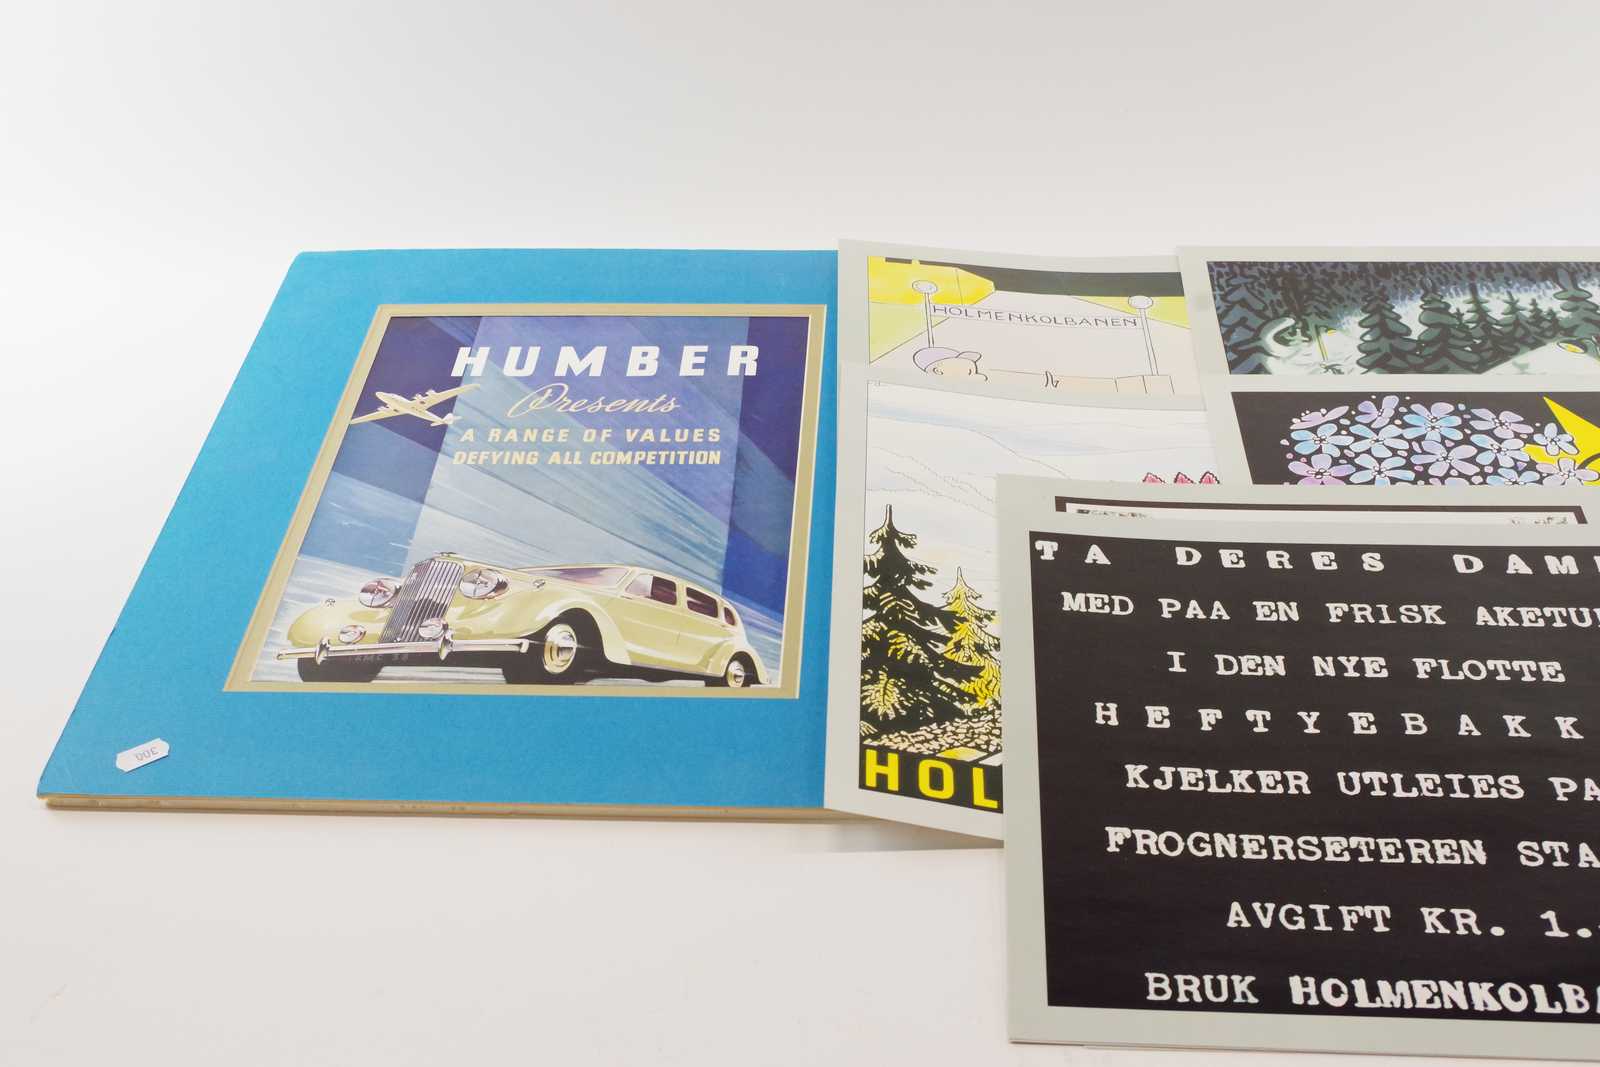 HUMBER
Presents
A RANGE OF VALUES
DEFYING ALL COMPETITION
300
HOLMENKOLBANEN
HOL
TA DERES DAM
MED PAA EN FRISK AKETU
I DEN NYE FLOTTE
HEFTYEBAKK
KJELKER UTLEIES PA
FROGNERSETEREN STA
AVGIFT KR. 1.
BRUK HOLMENKOLBA